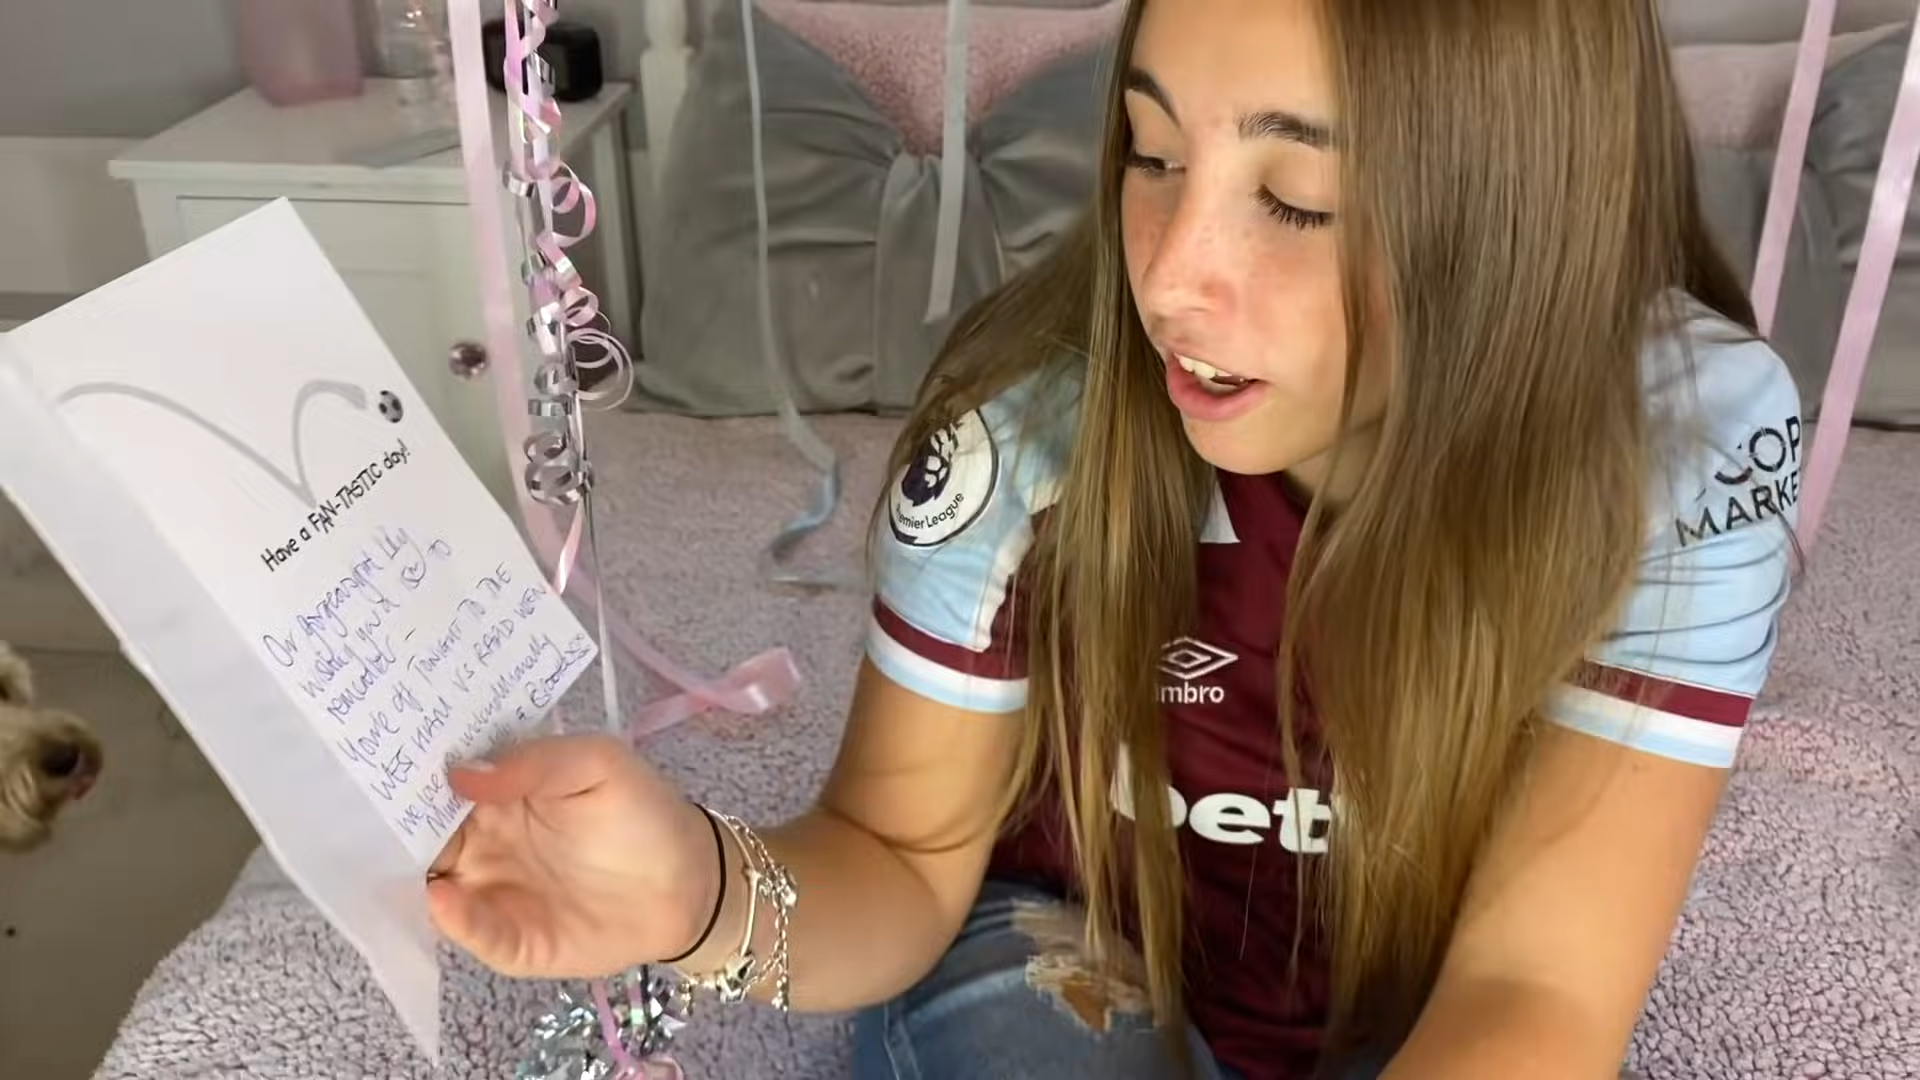 Have a FAN-TASTIC day!
Our gorgeous girl Lily
wishing you a
remember -
You're off TONIGHT TO THE
WEST HAM VS RAPID WIEN
We love you
Premier League
umbro
bet
COP
MARKE